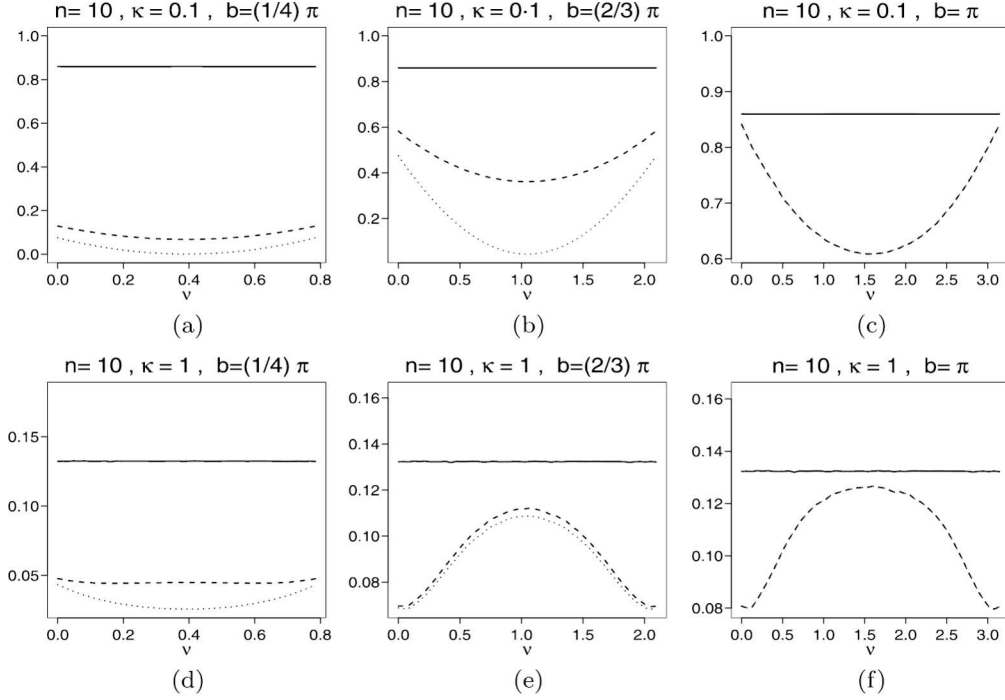 n= 10 , κ = 0.1 , b=(1/4) π
n= 10 , κ = 0·1 , b=(2/3) π
n= 10 , κ = 0.1 , b= π
1.0
0.8
0.6
0.4
0.2
0.0
0.0 0.2 0.4 0.6 0.8
ν
(a)
1.0
0.8
0.6
0.4
0.2
0.0 0.5 1.0 1.5 2.0
ν
(b)
1.0
0.9
0.8
0.7
0.6
0.0 0.5 1.0 1.5 2.0 2.5 3.0
ν
(c)
n= 10 , κ = 1 , b=(1/4) π
n= 10 , κ = 1 , b=(2/3) π
n= 10 , κ = 1 , b= π
0.15
0.10
0.05
0.0 0.2 0.4 0.6 0.8
ν
(d)
0.16
0.14
0.12
0.10
0.08
0.0 0.5 1.0 1.5 2.0
ν
(e)
0.16
0.14
0.12
0.10
0.08
0.0 0.5 1.0 1.5 2.0 2.5 3.0
ν
(f)